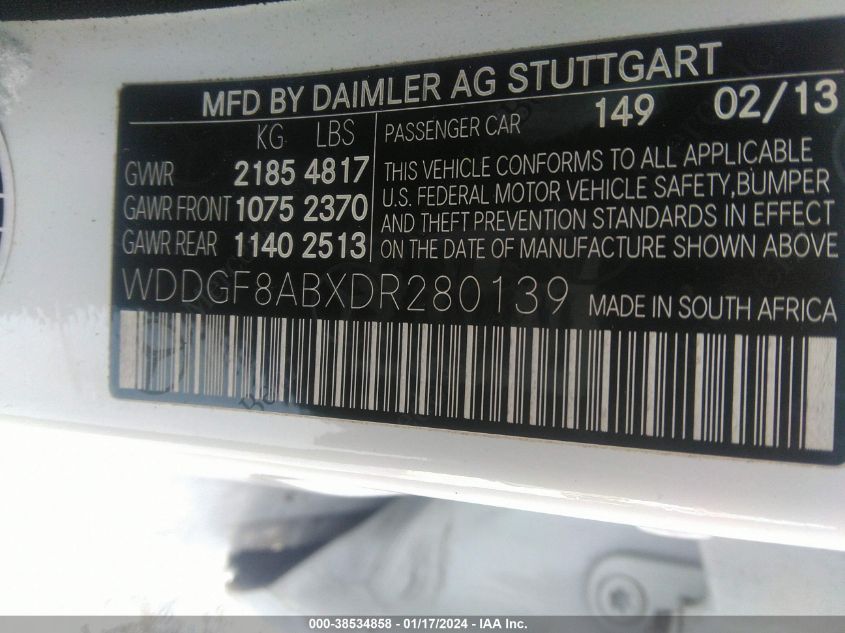 MFD BY DAIMLER AG STUTTGART
KG LBS
GVWR 2185 4817
GAWR FRONT 1075 2370
GAWR REAR 1140 2513
PASSENGER CAR 149 02/13
THIS VEHICLE CONFORMS TO ALL APPLICABLE
U.S. FEDERAL MOTOR VEHICLE SAFETY,BUMPER
AND THEFT PREVENTION STANDARDS IN EFFECT
ON THE DATE OF MANUFACTURE SHOWN ABOVE
WDDGF8ABXDR280139 MADE IN SOUTH AFRICA
000-38534858 - 01/17/2024 - IAA Inc.